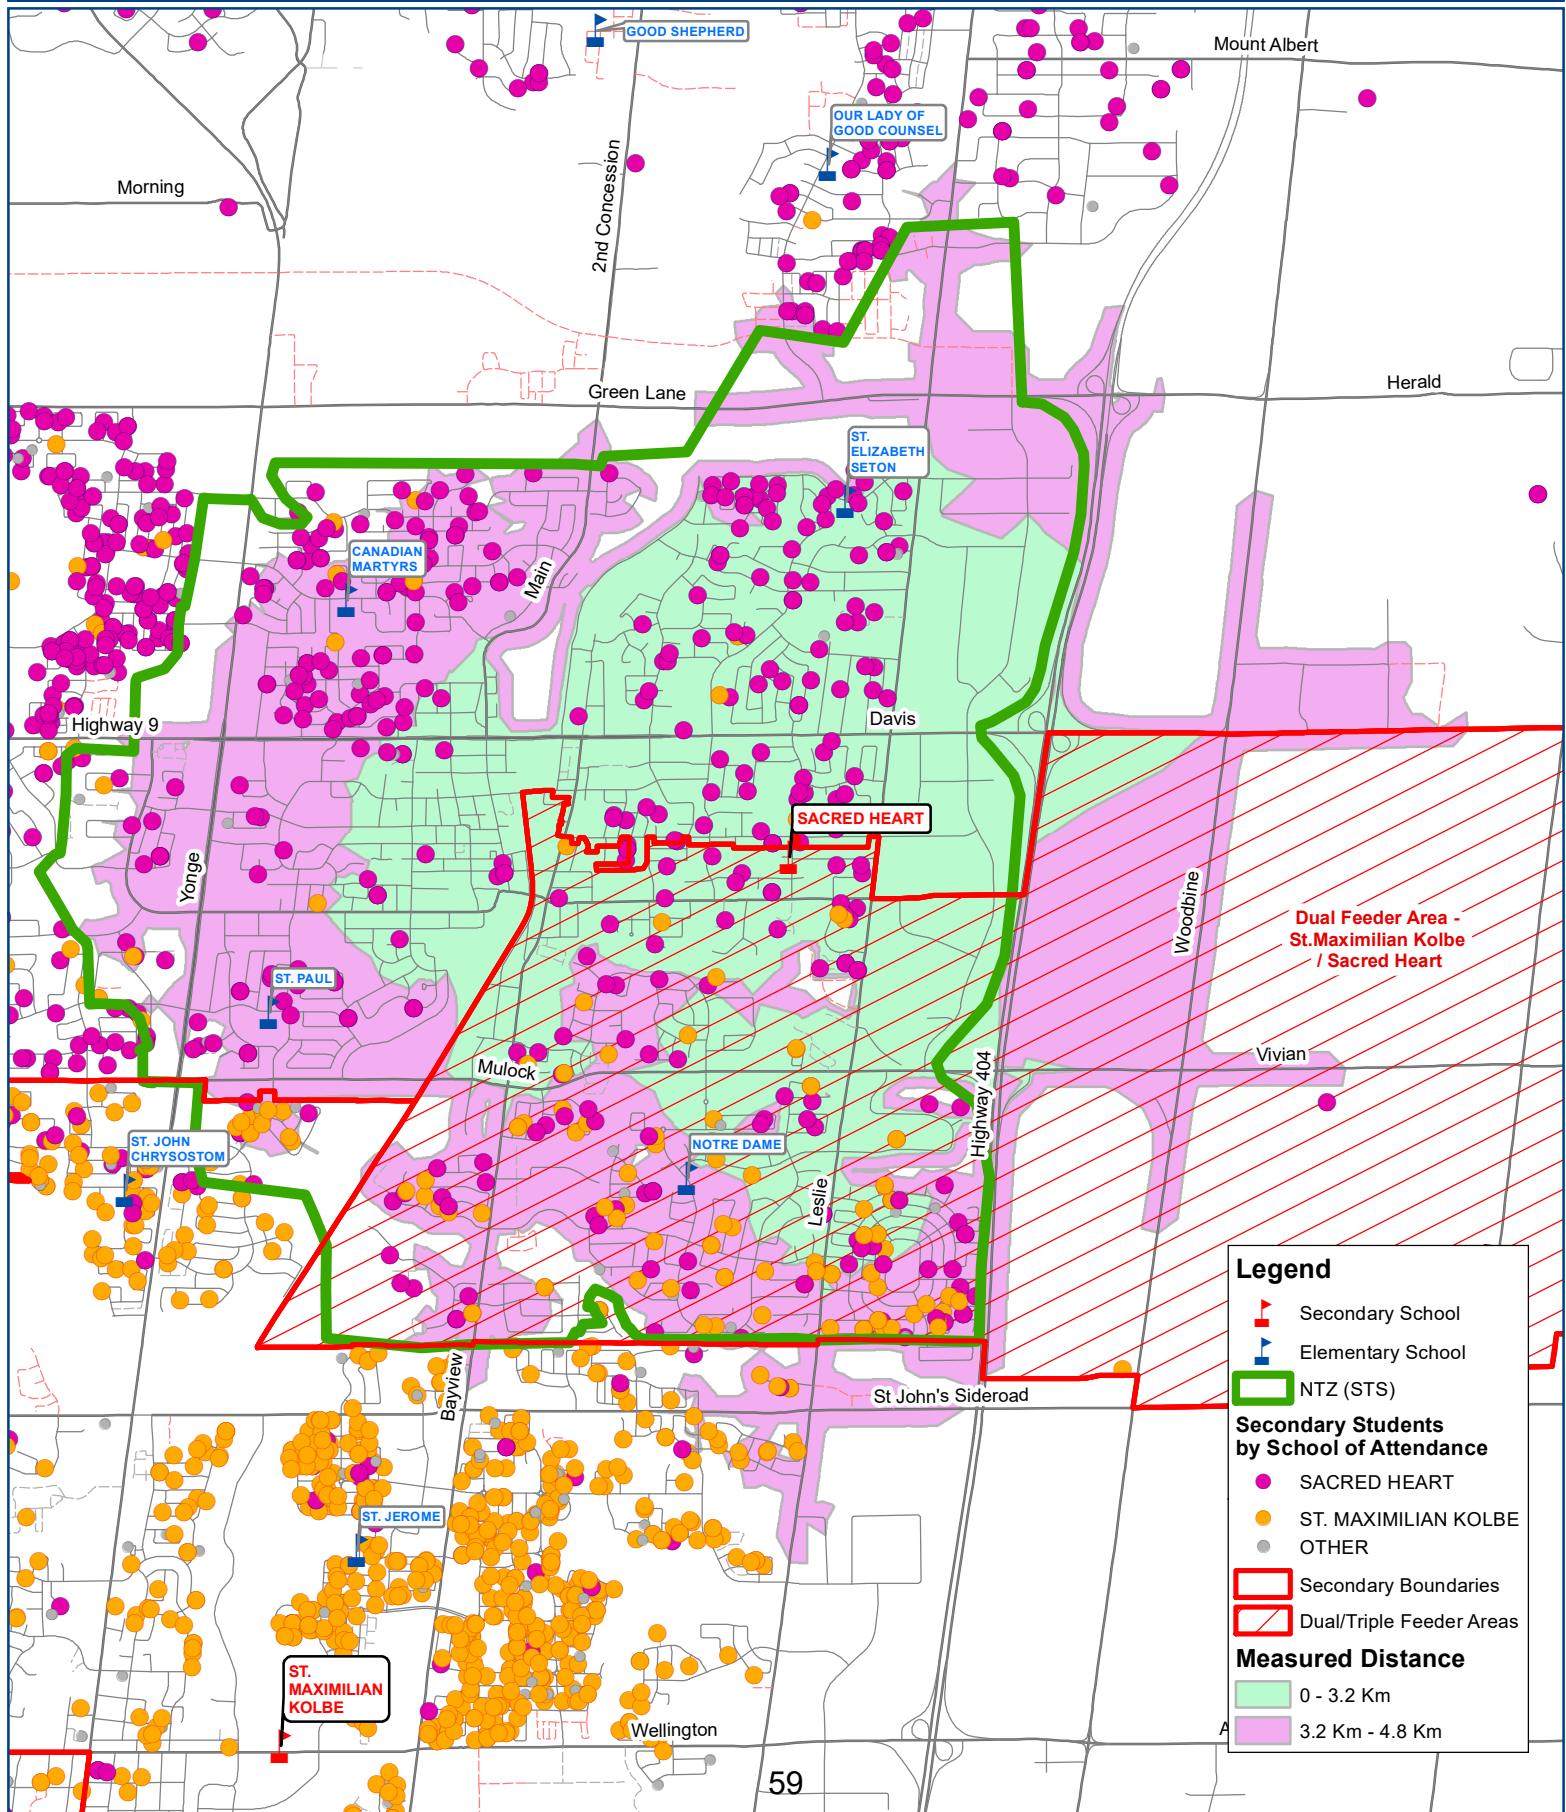 GOOD SHEPHERD
Mount Albert
OUR LADY OF
GOOD COUNSEL
2nd Concession
Morning
Green Lane
Herald
ST.
ELIZABETH
SETON
CANADIAN
MARTYRS
Main
Highway 9
Davis
SACRED HEART
Yonge
Woodbine
Dual Feeder Area -
St.Maximilian Kolbe
/ Sacred Heart
ST. PAUL
Mulock
Vivian
Highway 404
ST. JOHN
CHRYSOSTOM
NOTRE DAME
Leslie
Bayview
St John's Sideroad
ST. JEROME
ST.
MAXIMILIAN
KOLBE
Wellington
A
59
Legend
Secondary School
Elementary School
NTZ (STS)
Secondary Students
by School of Attendance
SACRED HEART
ST. MAXIMILIAN KOLBE
OTHER
Secondary Boundaries
Dual/Triple Feeder Areas
Measured Distance
0 - 3.2 Km
3.2 Km - 4.8 Km